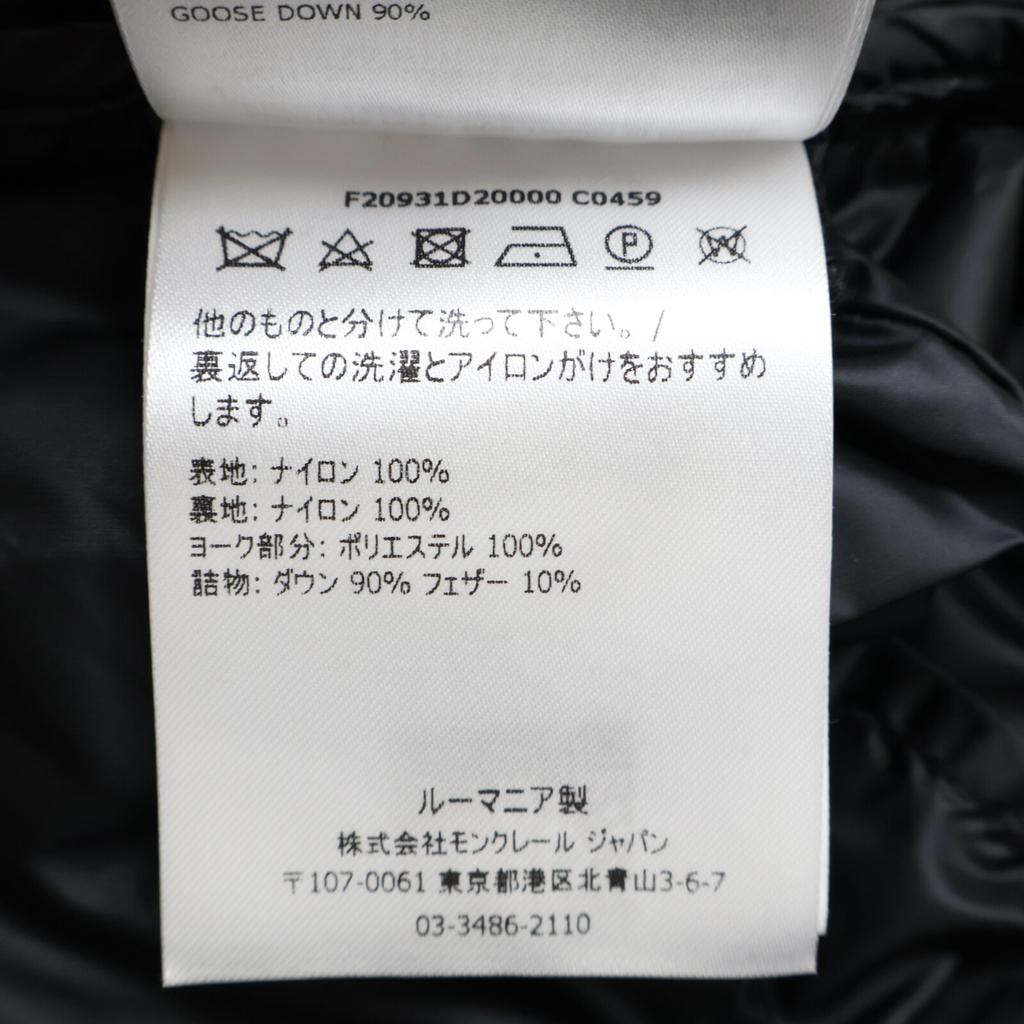 GOOSE DOWN 90%
F20931D20000 C0459
P W
他のものと分けて洗って下さい。/
裏返しての洗濯とアイロンがけをおすすめ
します。
表地: ナイロン 100%
裏地: ナイロン 100%
ヨーク部分: ポリエステル 100%
詰物: ダウン 90% フェザー 10%
ルーマニア製
株式会社モンクレール ジャパン
〒107-0061 東京都港区北青山3-6-7
03-3486-2110